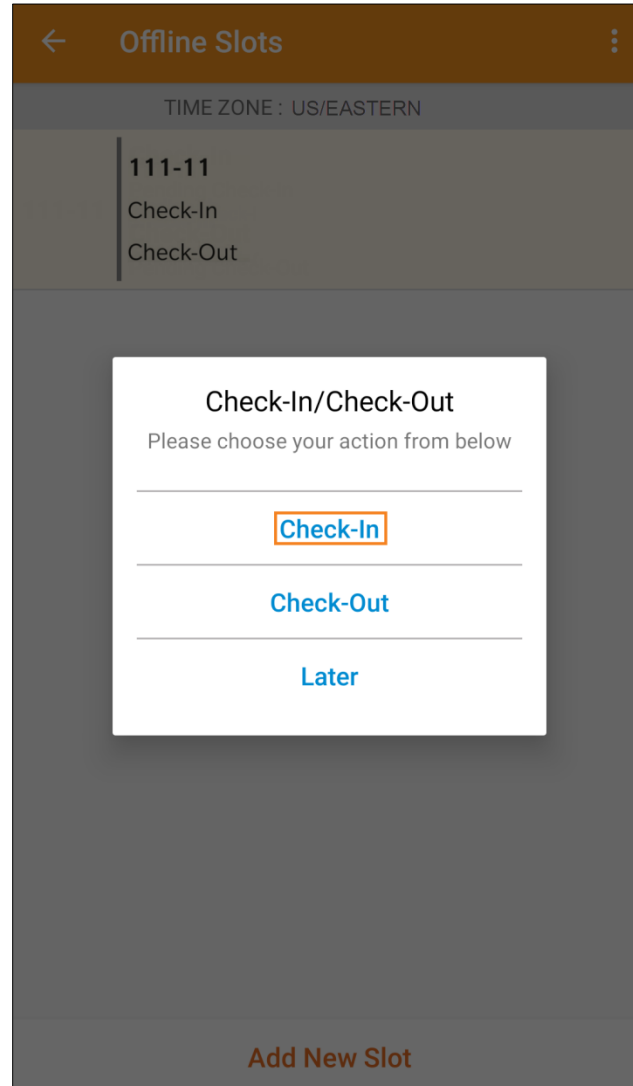 Offline Slots
TIME ZONE : US/EASTERN
111-11
Check-In
Check-Out
Check-In/Check-Out
Please choose your action from below
Check-In
Check-Out
Later
Add New Slot